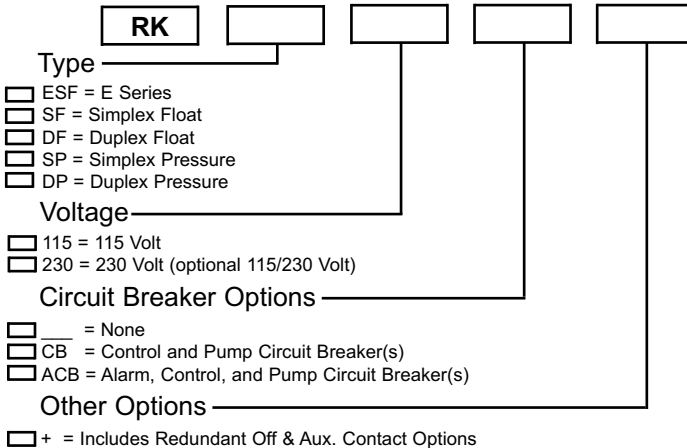 RK
Type
ESF = E Series
SF = Simplex Float
DF = Duplex Float
SP = Simplex Pressure
DP = Duplex Pressure
Voltage
115 = 115 Volt
230 = 230 Volt (optional 115/230 Volt)
Circuit Breaker Options
___ = None
CB = Control and Pump Circuit Breaker(s)
ACB = Alarm, Control, and Pump Circuit Breaker(s)
Other Options
+ = Includes Redundant Off & Aux. Contact Options